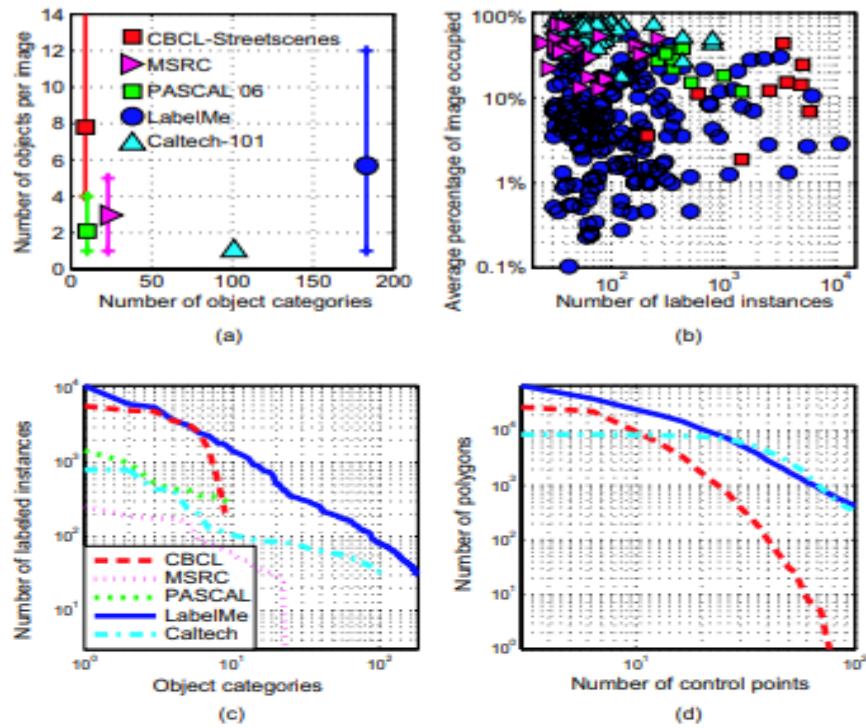 14
12
10
8
6
4
2
0
0 50 100 150 200
Number of objects per image
Number of object categories
CBCL-Streetscenes
MSRC
PASCAL 06
LabelMe
Caltech-101
(a)
100%
10%
1%
0.1%
10² 10³ 10⁴
Average percentage of image occupied
Number of labeled instances
(b)
10⁴
10³
10²
10¹
10⁰ 10¹ 10²
Number of labeled instances
Object categories
CBCL
MSRC
PASCAL
LabelMe
Caltech
(c)
10⁴
10³
10²
10¹
10⁰
10¹
Number of polygons
Number of control points
(d)